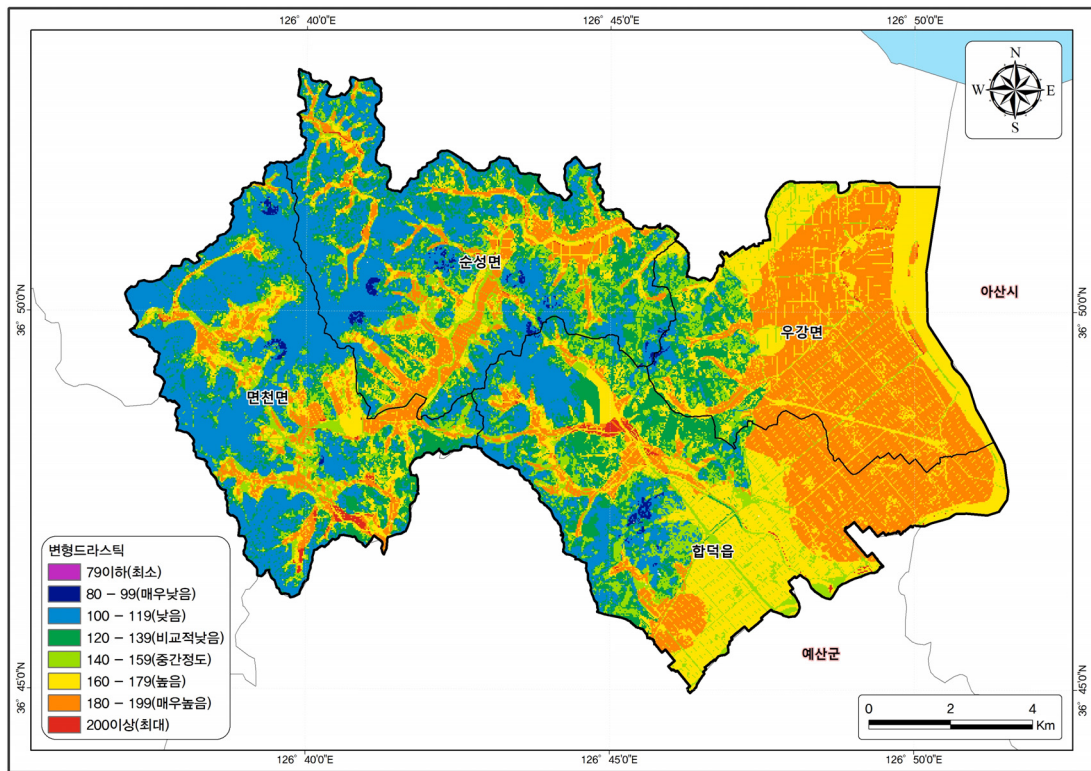 126° 40'0"E
126° 45'0"E
126° 50'0"E
N
W
E
S
순성면
아산시
36° 50'0"N
36° 50'0"N
우강면
면천면
합덕읍
예산군
변형드라스틱
79이하(최소)
80 - 99(매우낮음)
100 - 119(낮음)
120 - 139(비교적낮음)
140 - 159(중간정도)
160 - 179(높음)
180 - 199(매우높음)
200이상(최대)
36° 45'0"N
36° 45'0"N
0 2 4
Km
126° 40'0"E
126° 45'0"E
126° 50'0"E